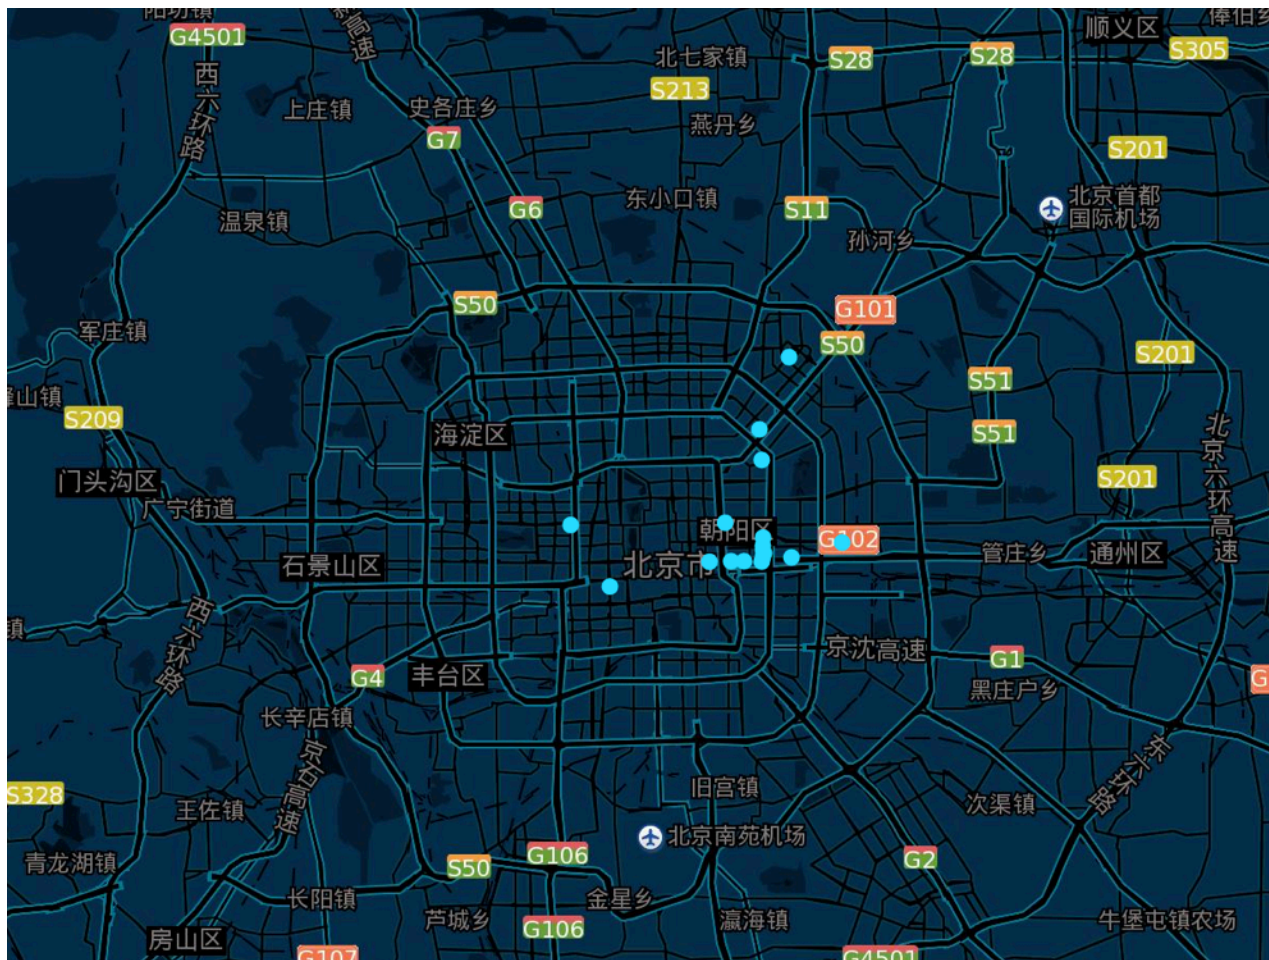 G4501
顺义区
S305
S28
S28
北七家镇
S213
西六环路
上庄镇
史各庄乡
燕丹乡
G7
S201
温泉镇
G6
东小口镇
S11
北京首都
国际机场
孙河乡
S50
G101
军庄镇
S50
S201
S51
S209
海淀区
S51
北京六环高速
门头沟区
S201
广宁街道
朝阳区
G102
石景山区
北京市
管庄乡
通州区
西六环路
京沈高速
G1
G4
丰台区
黑庄户乡
长辛店镇
京石高速
东六环路
S328
王佐镇
旧宫镇
次渠镇
北京南苑机场
青龙湖镇
S50
G106
G2
长阳镇
金星乡
芦城乡
G106
瀛海镇
牛堡屯镇农场
房山区
G107
G4501